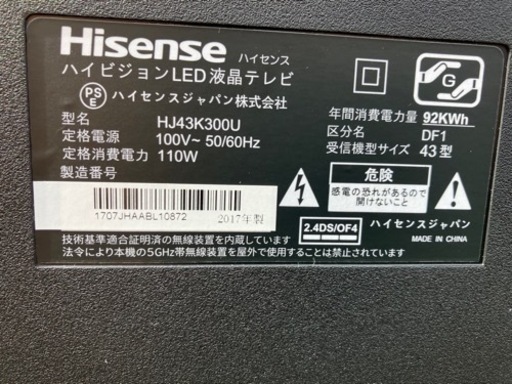 Hisense ハイセンス
ハイビジョンLED液晶テレビ
PSE ハイセンスジャパン株式会社
型名 HJ43K300U
定格電源 100V~ 50/60Hz
定格消費電力 110W
製造番号
1707JHAABL10872 2017年製
G
年間消費電力量 92KWh
区分名 DF1
受信機型サイズ 43型
危険
感電の恐れがあるので
開けないこと
2.4DS/OF4
ハイセンスジャパン
MADE IN CHINA
技術基準適合証明済の無線装置を内蔵しています
法令により本機の5GHz帯無線装置を屋外で使用することは禁止されています